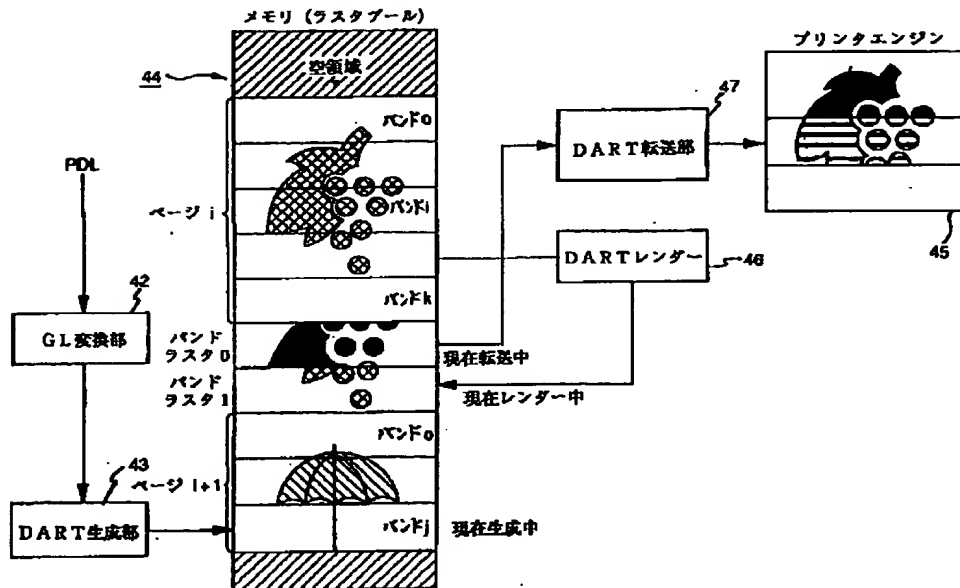 メモリ（ラスタプール）
44
空領域
バンド0
ページ i
バンドi
バンドk
PDL
42
GL変換部
バンド
ラスタ0
バンド
ラスタ1
43
DART生成部
ページ i+1
バンド0
バンドj
現在転送中
現在レンダー中
現在生成中
47
DART転送部
DARTレンダー
46
プリンタエンジン
45